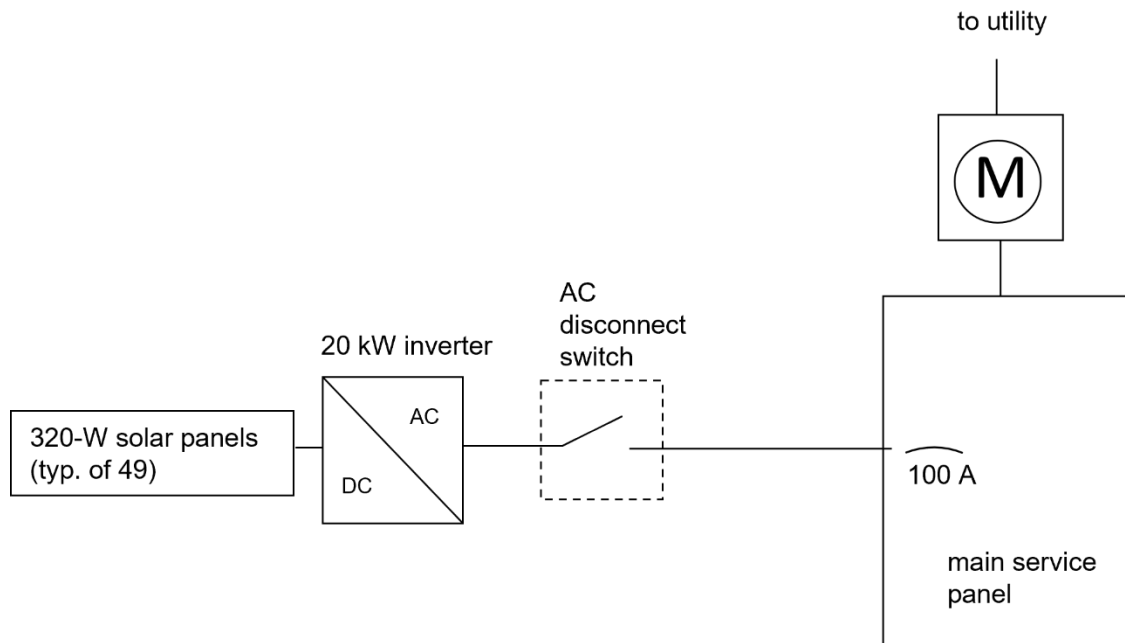 to utility
M
AC
disconnect
switch
20 kW inverter
AC
320-W solar panels
(typ. of 49)
DC
100 A
main service
panel